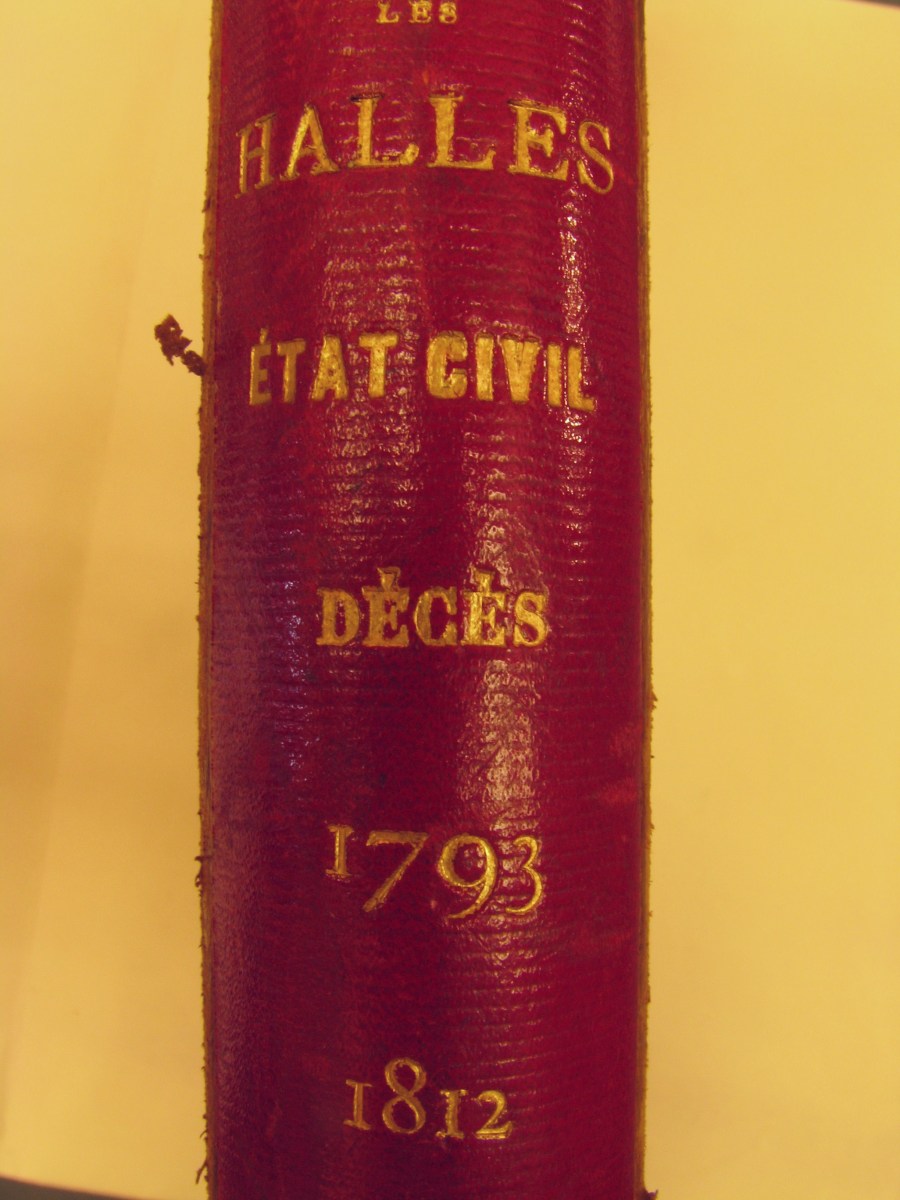 LES
HALLES
ÉTAT CIVIL
DÉCÈS
1793
1812